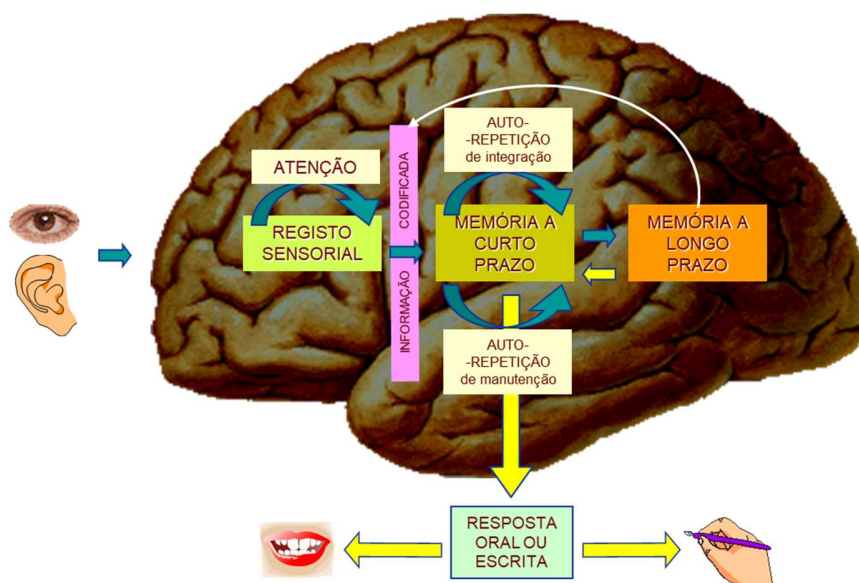 ATENÇÃO
REGISTO
SENSORIAL
INFORMAÇÃO CODIFICADA
AUTO-
-REPETIÇÃO
de integração
MEMÓRIA A
CURTO
PRAZO
MEMÓRIA A
LONGO
PRAZO
AUTO-
-REPETIÇÃO
de manutenção
RESPOSTA
ORAL OU
ESCRITA